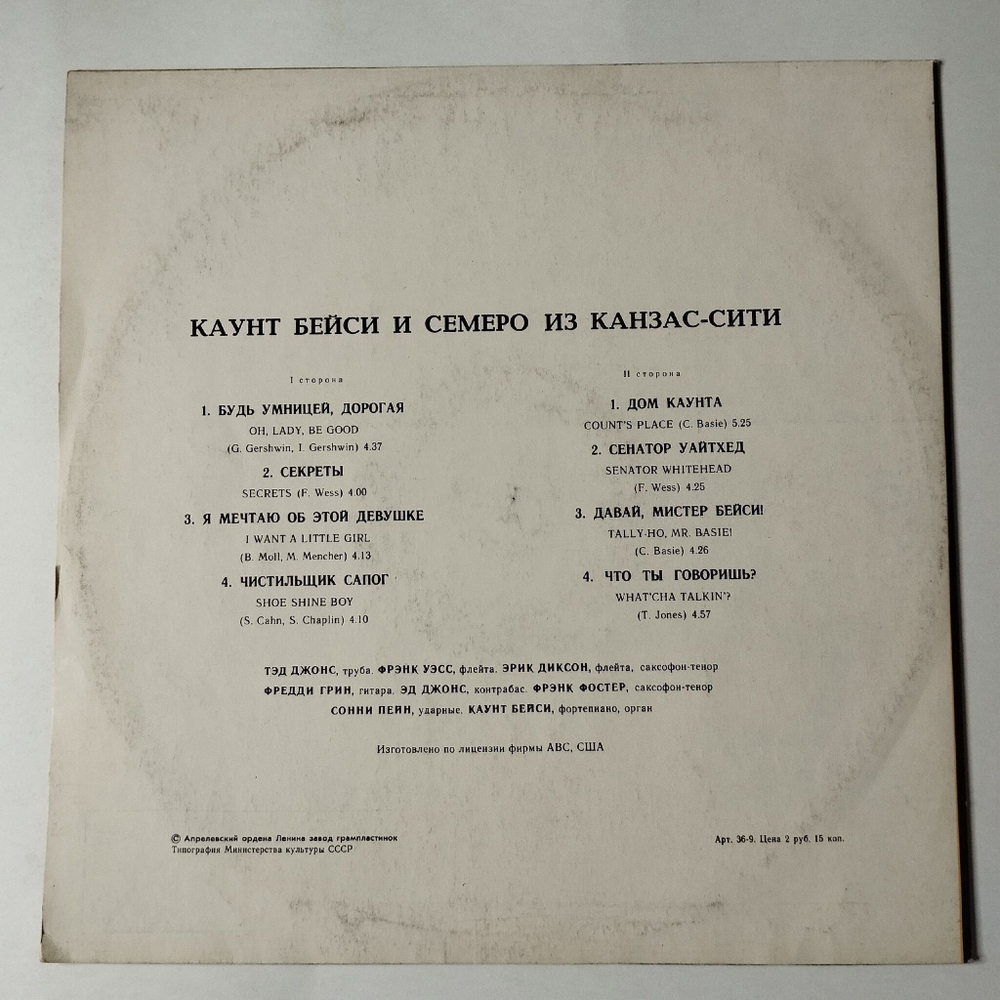 КАУНТ БЕЙСИ И СЕМЕРО ИЗ КАНЗАС-СИТИ
I сторона
1. БУДЬ УМНИЦЕЙ, ДОРОГАЯ
OH, LADY, BE GOOD
(G. Gershwin, I. Gershwin) 4.37
2. СЕКРЕТЫ
SECRETS (F. Wess) 4.00
3. Я МЕЧТАЮ ОБ ЭТОЙ ДЕВУШКЕ
I WANT A LITTLE GIRL
(B. Moll, M. Mencher) 4.13
4. ЧИСТИЛЬЩИК САПОГ
SHOE SHINE BOY
(S. Cahn, S. Chaplin) 4.10
II сторона
1. ДОМ КАУНТА
COUNT'S PLACE (C. Basie) 5.25
2. СЕНАТОР УАЙТХЕД
SENATOR WHITEHEAD
(F. Wess) 4.25
3. ДАВАЙ, МИСТЕР БЕЙСИ!
TALLY-HO, MR. BASIE!
(C. Basie) 4.26
4. ЧТО ТЫ ГОВОРИШЬ?
WHAT'CHA TALKIN'?
(T. Jones) 4.57
ТЭД ДЖОНС, труба. ФРЭНК УЭСС, флейта. ЭРИК ДИКСОН, флейта, саксофон-тенор
ФРЕДДИ ГРИН, гитара. ЭД ДЖОНС, контрабас. ФРЭНК ФОСТЕР, саксофон-тенор
СОННИ ПЕЙН, ударные. КАУНТ БЕЙСИ, фортепиано, орган
Изготовлено по лицензии фирмы ABC, США
© Апрелевский ордена Ленина завод грампластинок
Типография Министерства культуры СССР
Арт. 36-9. Цена 2 руб. 15 коп.